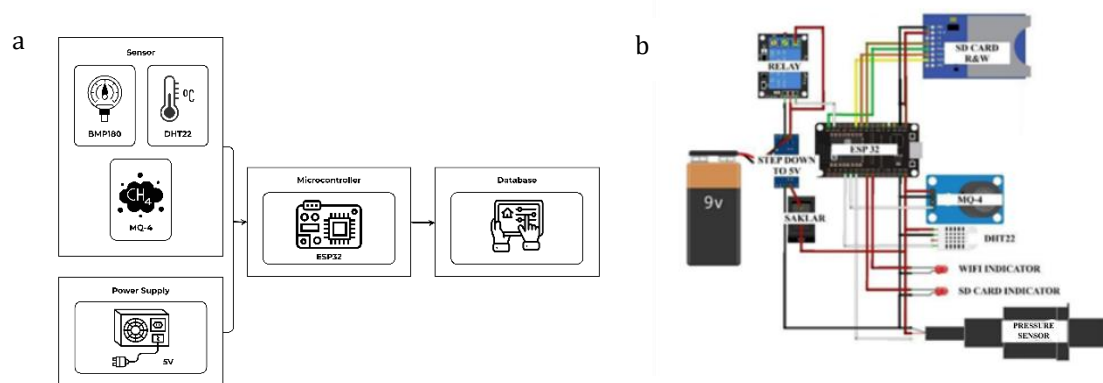 a
Sensor
°C
BMP180
DHT22
CH4
MQ-4
Microcontroller
ESP32
Database
Power Supply
5V
b
SD CARD
R&W
RELAY
ESP 32
STEP DOWN
TO 5V
9v
SAKLAR
MQ-4
DHT22
WIFI INDICATOR
SD CARD INDICATOR
PRESSURE
SENSOR